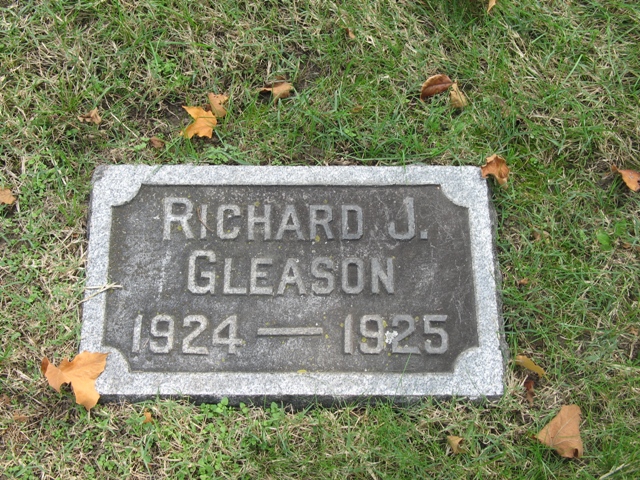 RICHARD J.
GLEASON
1924 — 1925